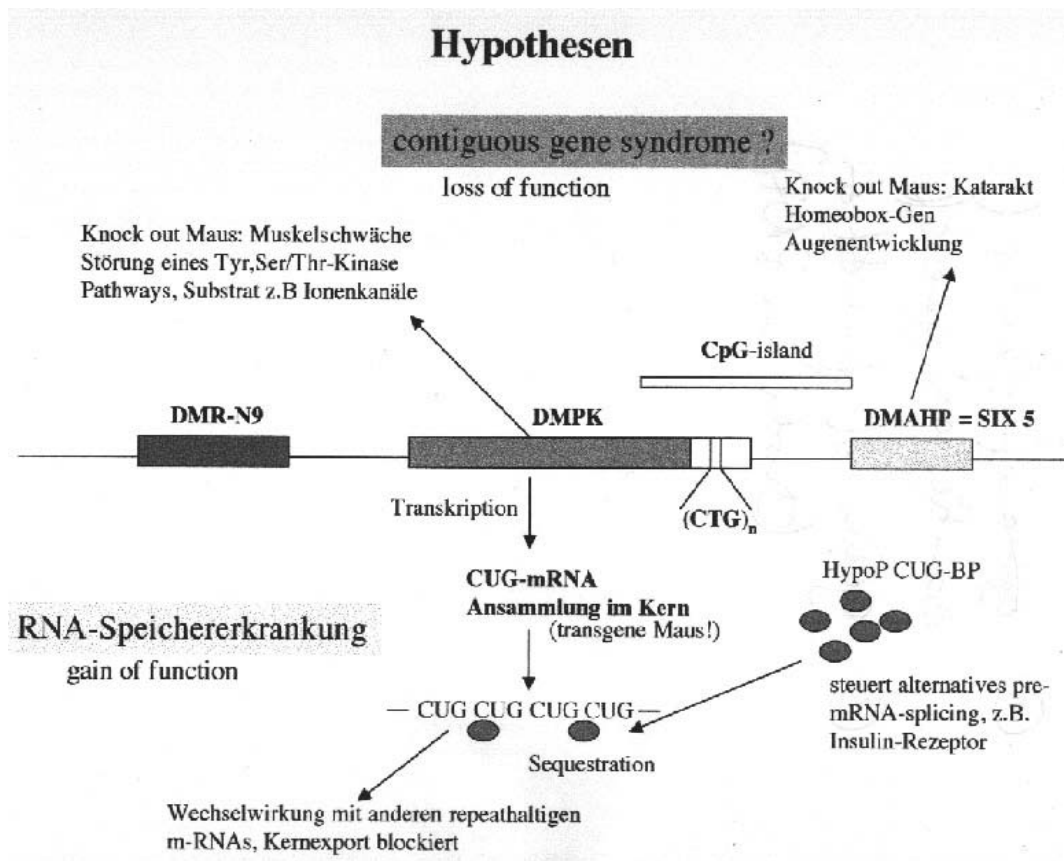 Hypothesen
contiguous gene syndrome ?
loss of function
Knock out Maus: Katarakt
Homeobox-Gen
Augenentwicklung
Knock out Maus: Muskelschwäche
Störung eines Tyr,Ser/Thr-Kinase
Pathways, Substrat z.B Ionenkanäle
CpG-island
DMR-N9
DMPK
DMAHP = SIX 5
Transkription
(CTG)n
CUG-mRNA
Ansammlung im Kern
(transgene Maus!)
HypoP CUG-BP
RNA-Speichererkrankung
gain of function
— CUG CUG CUG CUG —
steuert alternatives pre-
mRNA-splicing, z.B.
Insulin-Rezeptor
Sequestration
Wechselwirkung mit anderen repeathaltigen
m-RNAs, Kernexport blockiert